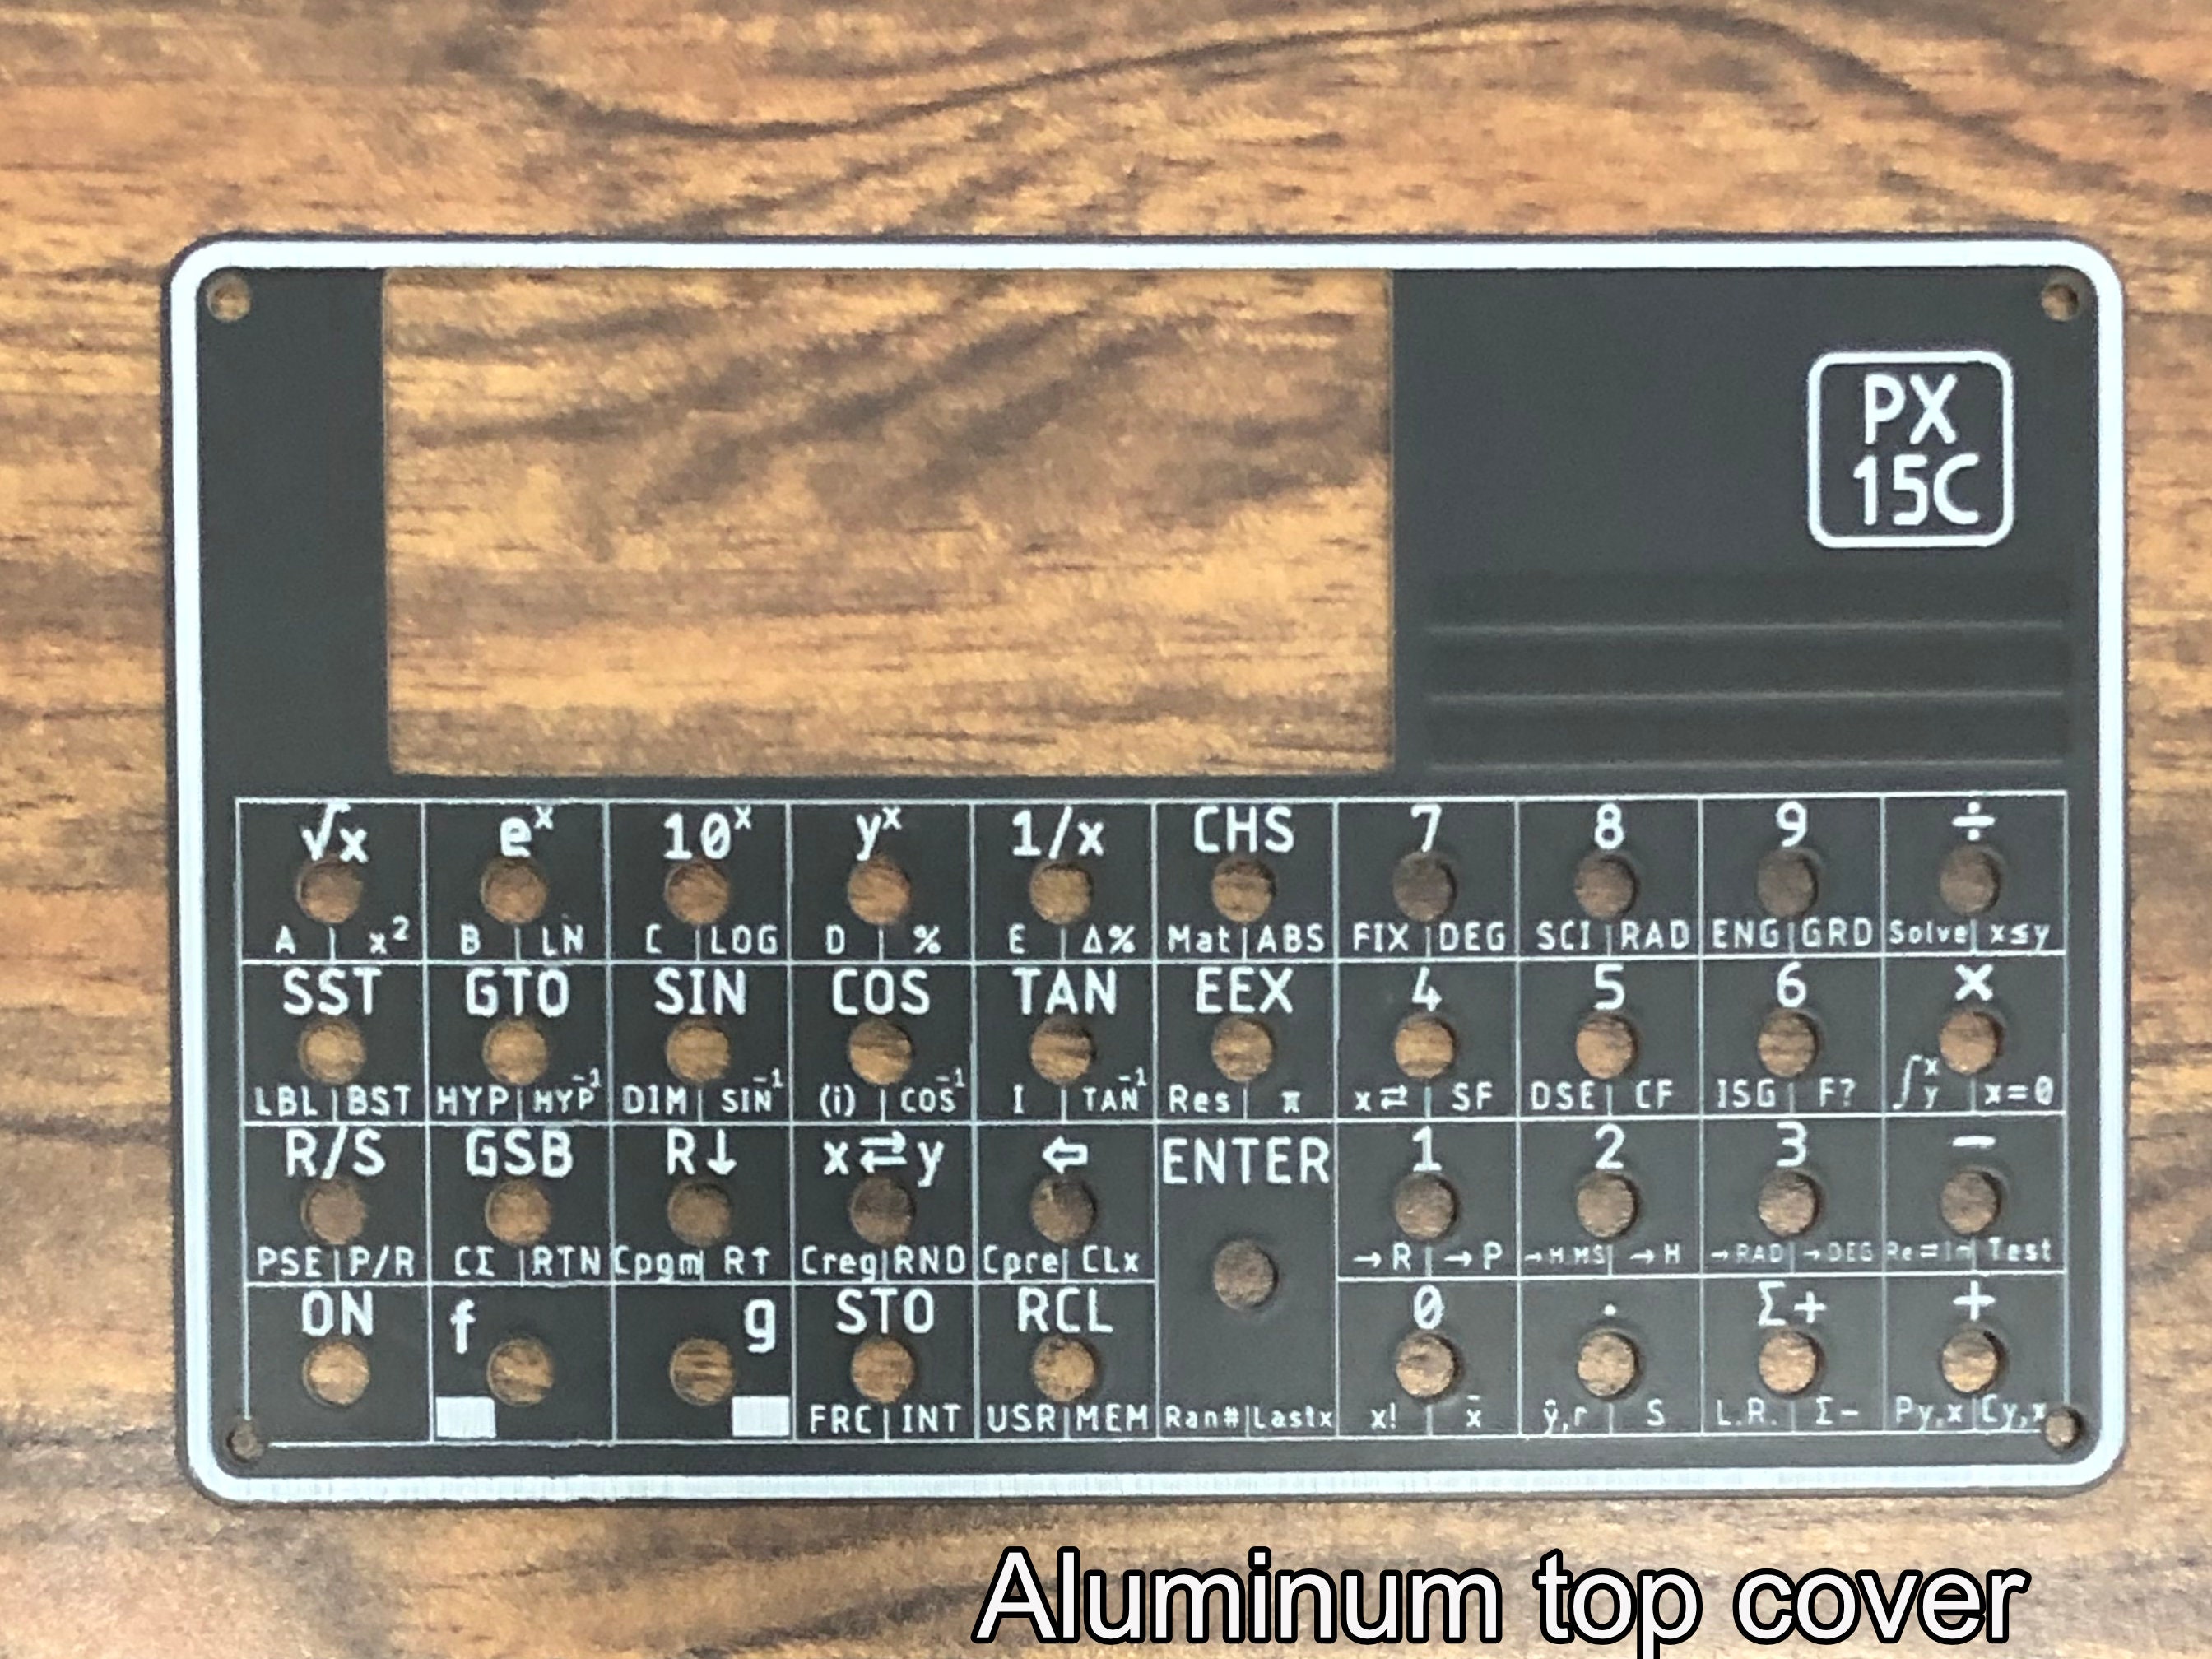 PX
15C
√x eˣ 10ˣ yˣ 1/x CHS 7 8 9 ÷
A | x² B | LN C | LOG D | % E | Δ% Mat | ABS FIX | DEG SCI | RAD ENG | GRD Solve | x≤y
SST GTO SIN COS TAN EEX 4 5 6 ×
LBL | BST HYP | HYP⁻¹ DIM | SIN⁻¹ (i) | COS⁻¹ I | TAN⁻¹ Res | π x⇄ | SF DSE | CF ISG | F? ∫ʸˣ | x=0
R/S GSB R↓ x⇄y ⇦ ENTER 1 2 3 −
PSE | P/R CΣ | RTN Cpgm | R↑ Creg | RND Cpre | CLx →R | →P →H.MS | →H →RAD | →DEG Re⇌Im | Test
ON f g STO RCL 0 . Σ+ +
FRC | INT USR | MEM Ran# | Lastx x! | x̄ ŷ,r | S L.R. | Σ− Py,x | Cy,x
Aluminum top cover